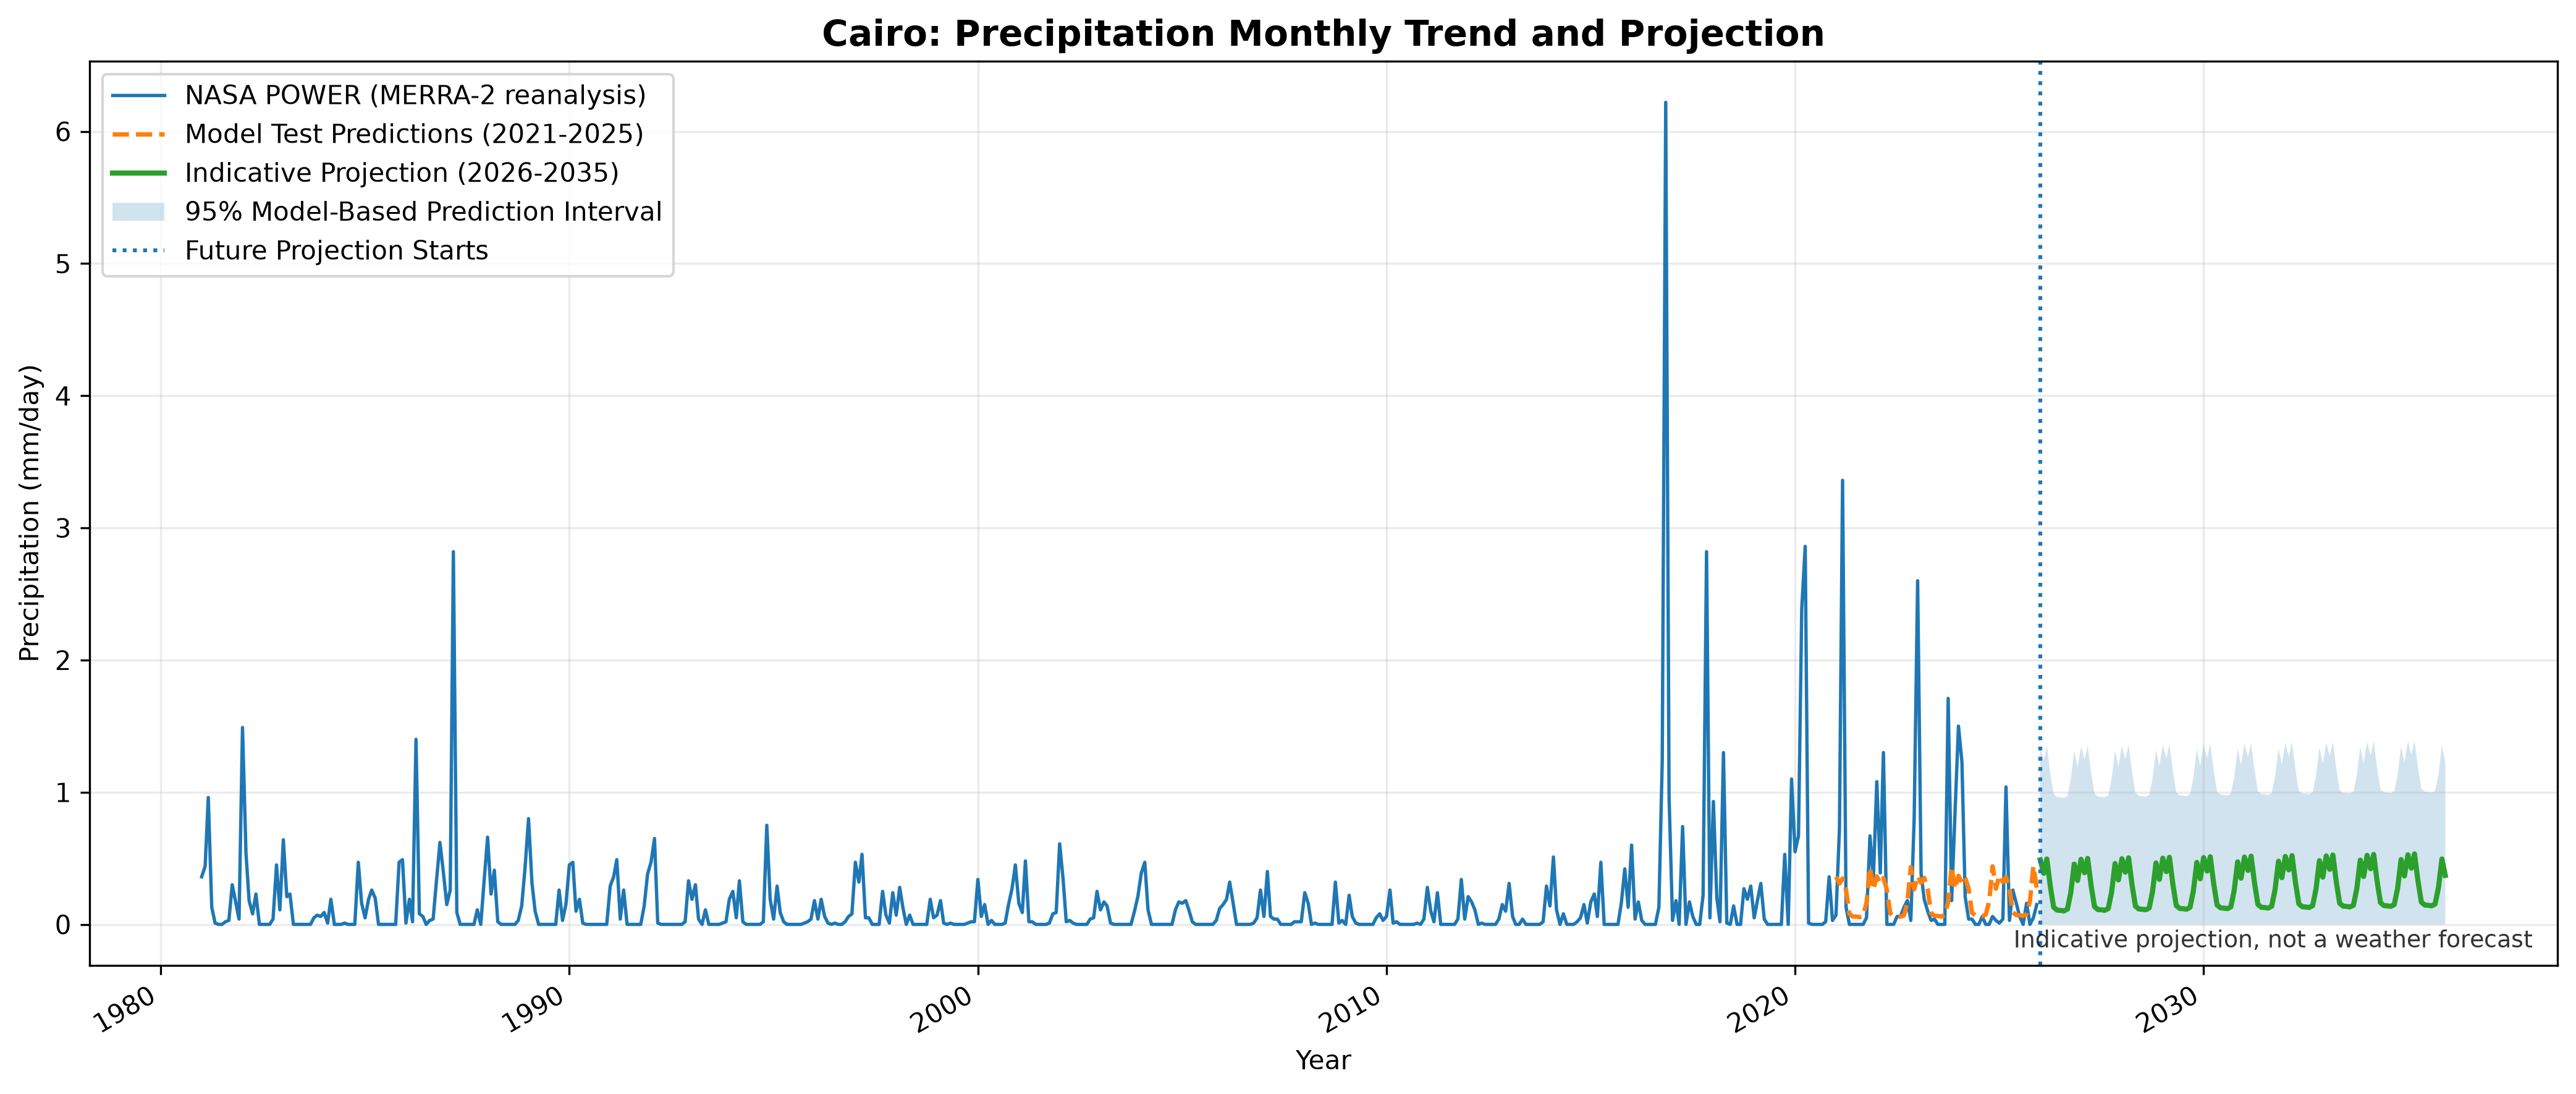 Cairo: Precipitation Monthly Trend and Projection
NASA POWER (MERRA-2 reanalysis)
Model Test Predictions (2021-2025)
Indicative Projection (2026-2035)
95% Model-Based Prediction Interval
Future Projection Starts
Precipitation (mm/day)
6
5
4
3
2
1
0
Indicative projection, not a weather forecast
1980
1990
2000
2010
2020
2030
Year